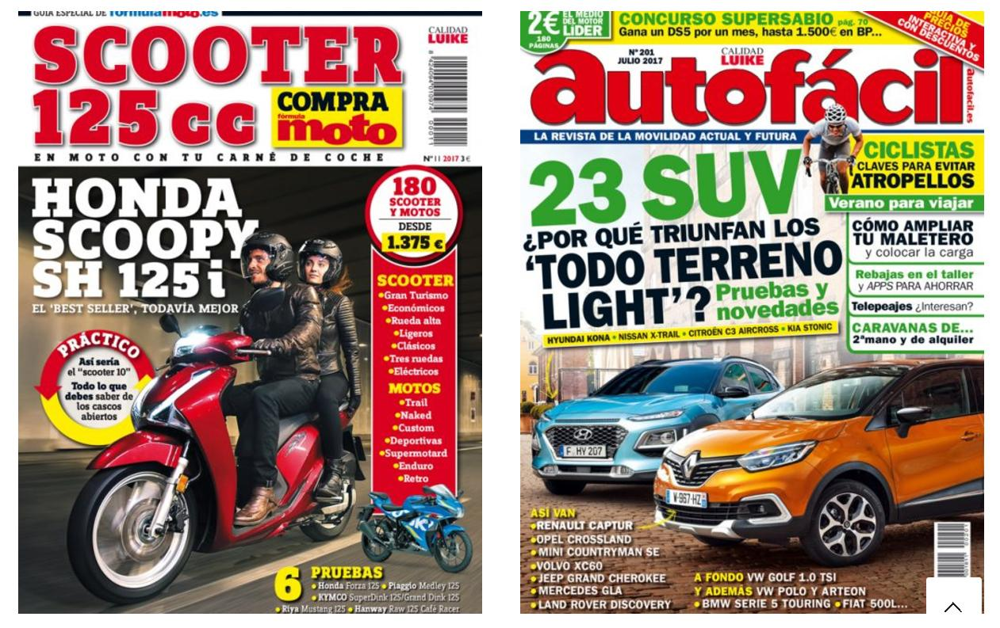 GUÍA ESPECIAL DE formulamoto.es
SCOOTER
CALIDAD
LUIKE
125 cc
COMPRA
fórmula
moto
8 424094 010974
00011
EN MOTO CON TU CARNÉ DE COCHE
Nº 11 2017 3€
HONDA
SCOOPY
SH 125i
EL 'BEST SELLER', TODAVÍA MEJOR
180
SCOOTER
Y MOTOS
DESDE
1.375 €
PRÁCTICO
Así sería
el "scooter 10"
Todo lo que
debes saber de
los cascos
abiertos
SCOOTER
•Gran Turismo
•Económicos
•Rueda alta
•Ligeros
•Clásicos
•Tres ruedas
•Eléctricos
MOTOS
•Trail
•Naked
•Custom
•Deportivas
•Supermotard
•Enduro
•Retro
6 PRUEBAS
• Honda Forza 125 • Piaggio Medley 125
• KYMCO SuperDink 125/Grand Dink 125
• Riya Mustang 125 • Hanway Raw 125 Café Racer
2€
180
PÁGINAS
EL MEDIO
DEL MOTOR
LÍDER
CONCURSO SUPERSABIO pág. 70
Gana un DS5 por un mes, hasta 1.500€ en BP...
GUÍA DE
PRECIOS
INTERACTIVA Y
CON DESCUENTOS
Nº 201
JULIO 2017
CALIDAD
LUIKE
autofácil
Autofacil.es
LA REVISTA DE LA MOVILIDAD ACTUAL Y FUTURA
CICLISTAS
CLAVES PARA EVITAR
ATROPELLOS
23 SUV
¿POR QUÉ TRIUNFAN LOS
'TODO TERRENO
LIGHT'?
Pruebas y
novedades
HYUNDAI KONA • NISSAN X-TRAIL • CITROËN C3 AIRCROSS • KIA STONIC
Verano para viajar
CÓMO AMPLIAR
TU MALETERO
y colocar la carga
Rebajas en el taller
y APPS PARA AHORRAR
Telepeajes ¿Interesan?
CARAVANAS DE...
2ªmano y de alquiler
F HY 207
W-967-HZ
ASÍ VAN
•RENAULT CAPTUR
•OPEL CROSSLAND
•MINI COUNTRYMAN SE
•VOLVO XC60
•JEEP GRAND CHEROKEE
•MERCEDES GLA
•LAND ROVER DISCOVERY
A FONDO VW GOLF 1.0 TSI
Y ADEMÁS VW POLO Y ARTEON
•BMW SERIE 5 TOURING •FIAT 500L...
00201